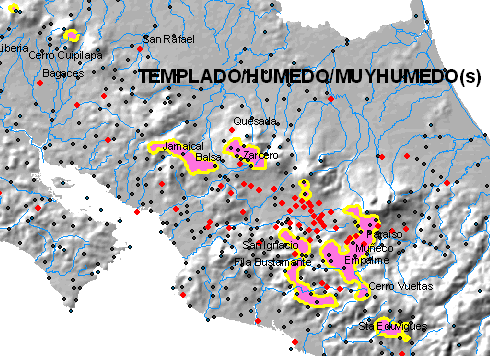 San Rafael
Liberia
Cerro Cuipilapa
Bagaces
TEMPLADO/HUMEDO/MUYHUMEDO(s)
Quesada
Jamaical
Balsa
Zarcero
Paraiso
San Ignacio
Muneco
Fila Bustamante
Empalme
Cerro Vueltas
Sta Eduviges